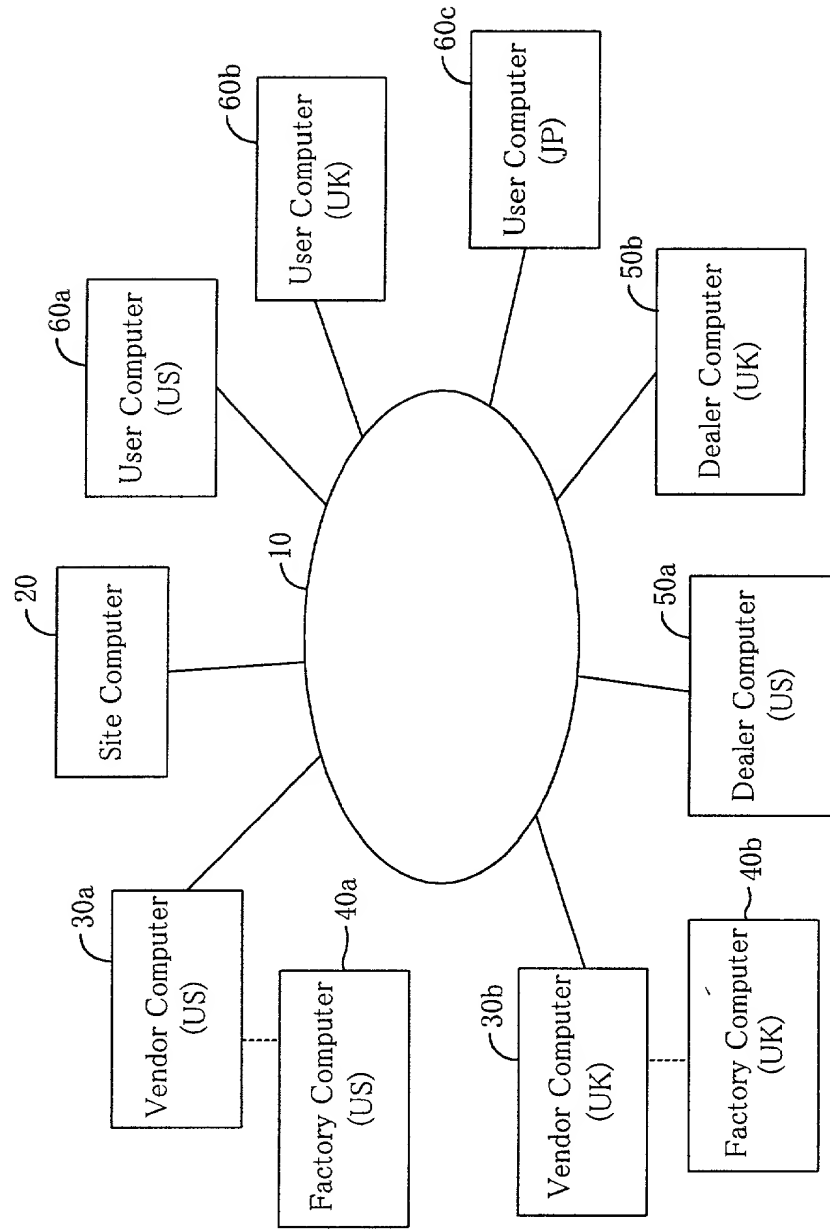 30a
Vendor Computer
(US)
40a
Factory Computer
(US)
20
Site Computer
60a
User Computer
(US)
60b
User Computer
(UK)
10
60c
User Computer
(JP)
30b
Vendor Computer
(UK)
40b
Factory Computer
(UK)
50a
Dealer Computer
(US)
50b
Dealer Computer
(UK)